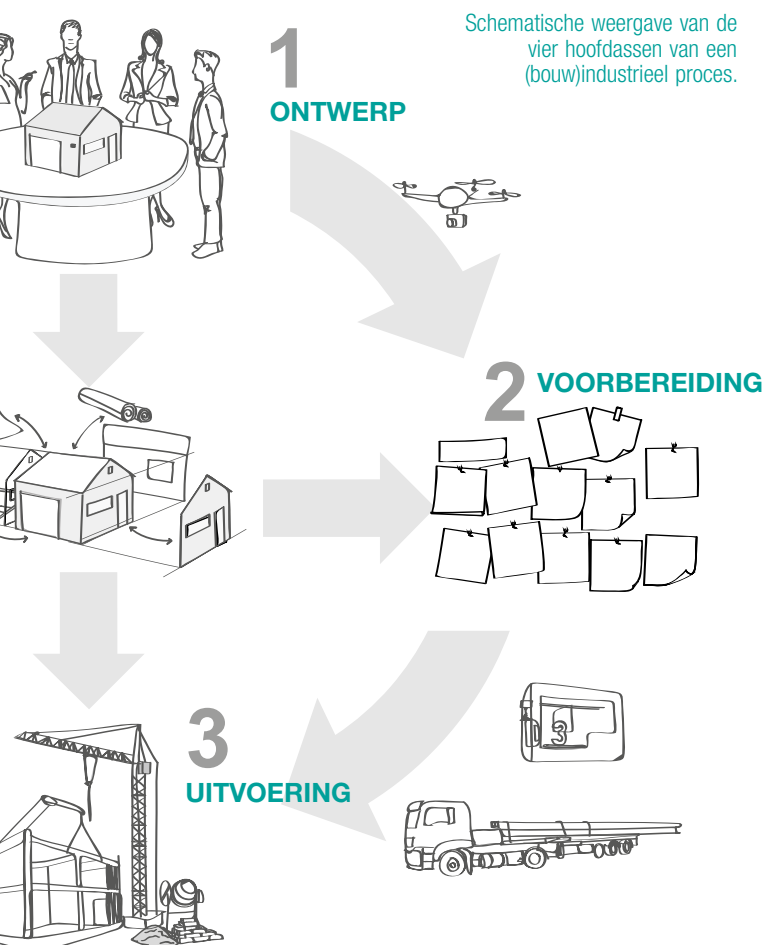 Schematische weergave van de
vier hoofdassen van een
(bouw)industrieel proces.
1
ONTWERP
2 VOORBEREIDING
3
3
UITVOERING